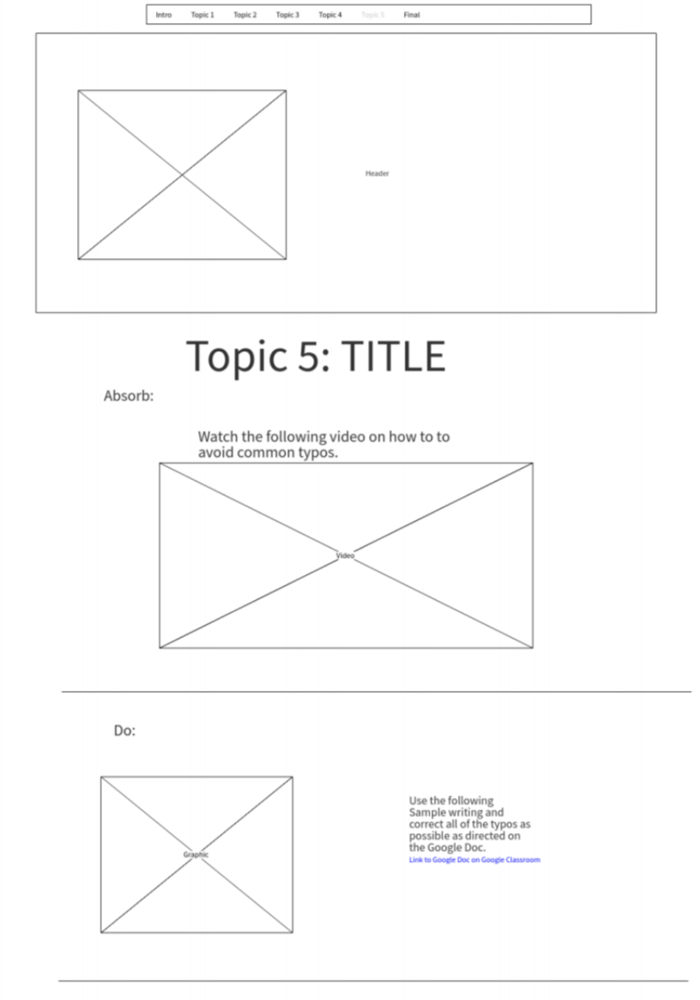 Intro Topic 1 Topic 2 Topic 3 Topic 4 Topic 5 Final
Header
Topic 5: TITLE
Absorb:
Watch the following video on how to to
avoid common typos.
Video
Do:
Graphic
Use the following
Sample writing and
correct all of the typos as
possible as directed on
the Google Doc.
Link to Google Doc on Google Classroom